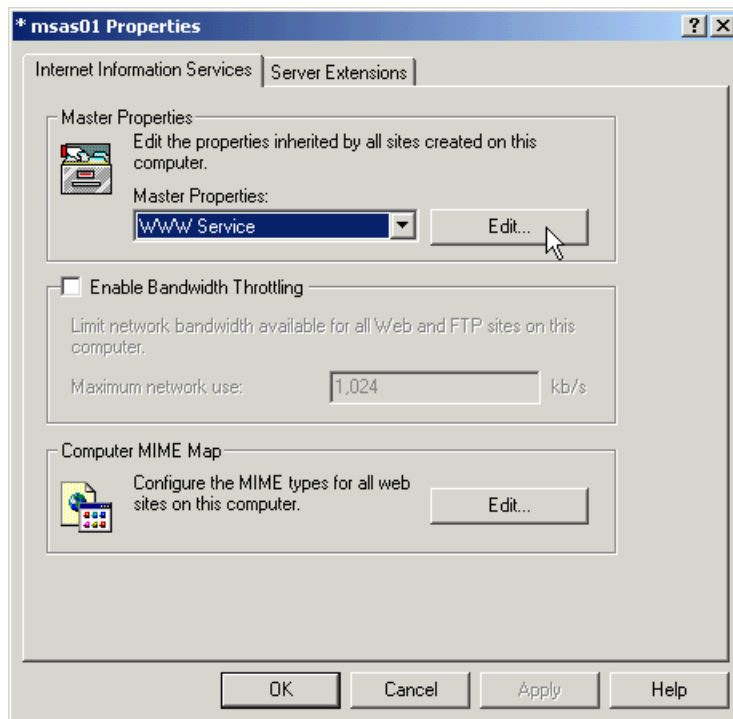 * msas01 Properties
Internet Information Services
Server Extensions
Master Properties
Edit the properties inherited by all sites created on this
computer.
Master Properties:
WWW Service
Edit...
Enable Bandwidth Throttling
Limit network bandwidth available for all Web and FTP sites on this
computer.
Maximum network use:
1,024
kb/s
Computer MIME Map
Configure the MIME types for all web
sites on this computer.
Edit...
OK
Cancel
Apply
Help